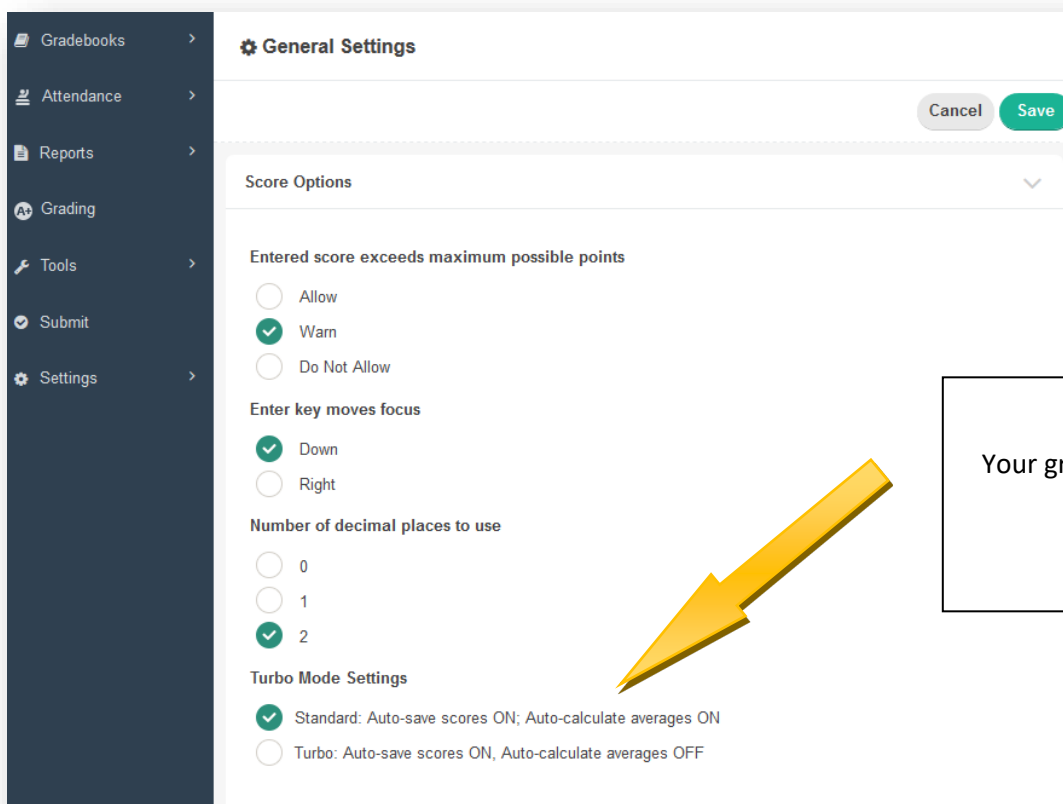 Gradebooks
Attendance
Reports
Grading
Tools
Submit
Settings
General Settings
Cancel Save
Score Options
Entered score exceeds maximum possible points
Allow
Warn
Do Not Allow
Enter key moves focus
Down
Right
Number of decimal places to use
0
1
2
Turbo Mode Settings
Standard: Auto-save scores ON; Auto-calculate averages ON
Turbo: Auto-save scores ON, Auto-calculate averages OFF
Your